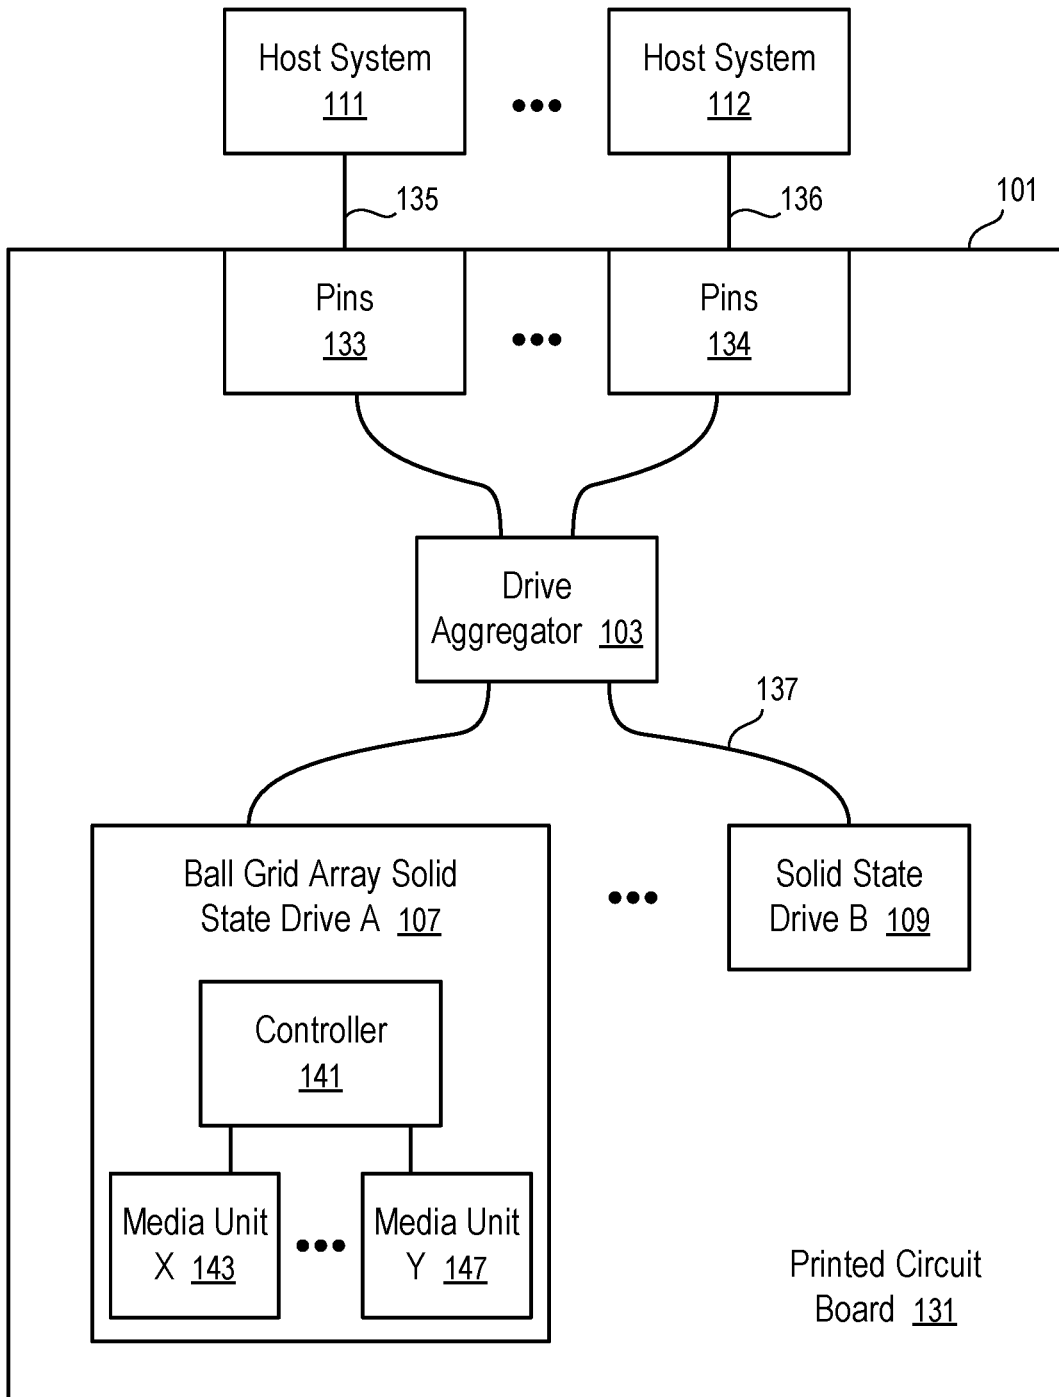 Host System
111
Host System
112
135
136
101
Pins
133
Pins
134
Drive
Aggregator 103
137
Ball Grid Array Solid
State Drive A 107
Solid State
Drive B 109
Controller
141
Media Unit
X 143
Media Unit
Y 147
Printed Circuit
Board 131